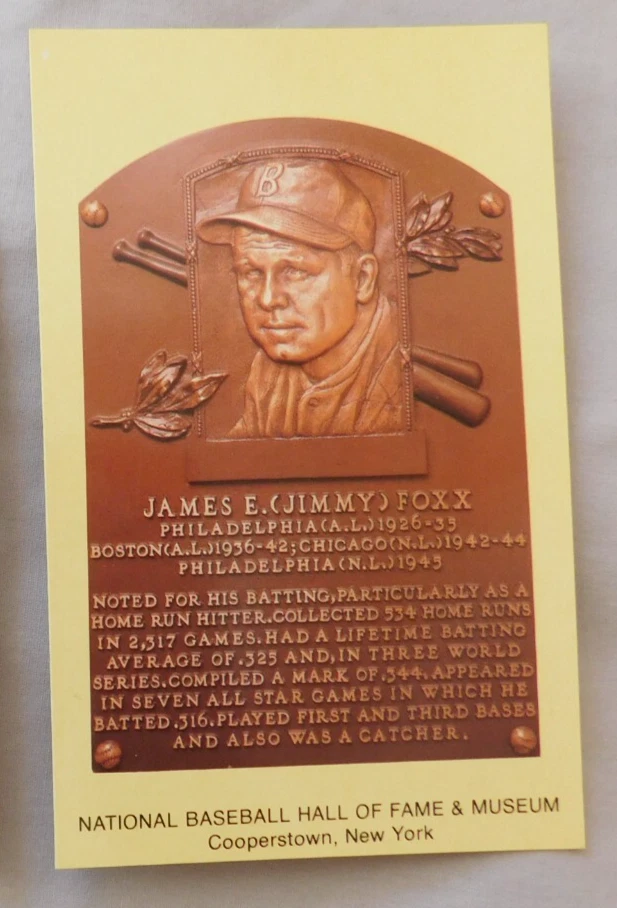 B
JAMES E.(JIMMY) FOXX
PHILADELPHIA(A.L.)1926-35
BOSTON(A.L.)1936-42;CHICAGO(N.L.)1942-44
PHILADELPHIA(N.L.)1945
NOTED FOR HIS BATTING,PARTICULARLY AS A
HOME RUN HITTER.COLLECTED 534 HOME RUNS
IN 2,317 GAMES.HAD A LIFETIME BATTING
AVERAGE OF .325 AND,IN THREE WORLD
SERIES.COMPILED A MARK OF .344.APPEARED
IN SEVEN ALL STAR GAMES IN WHICH HE
BATTED .316.PLAYED FIRST AND THIRD BASES
AND ALSO WAS A CATCHER.
NATIONAL BASEBALL HALL OF FAME & MUSEUM
Cooperstown, New York